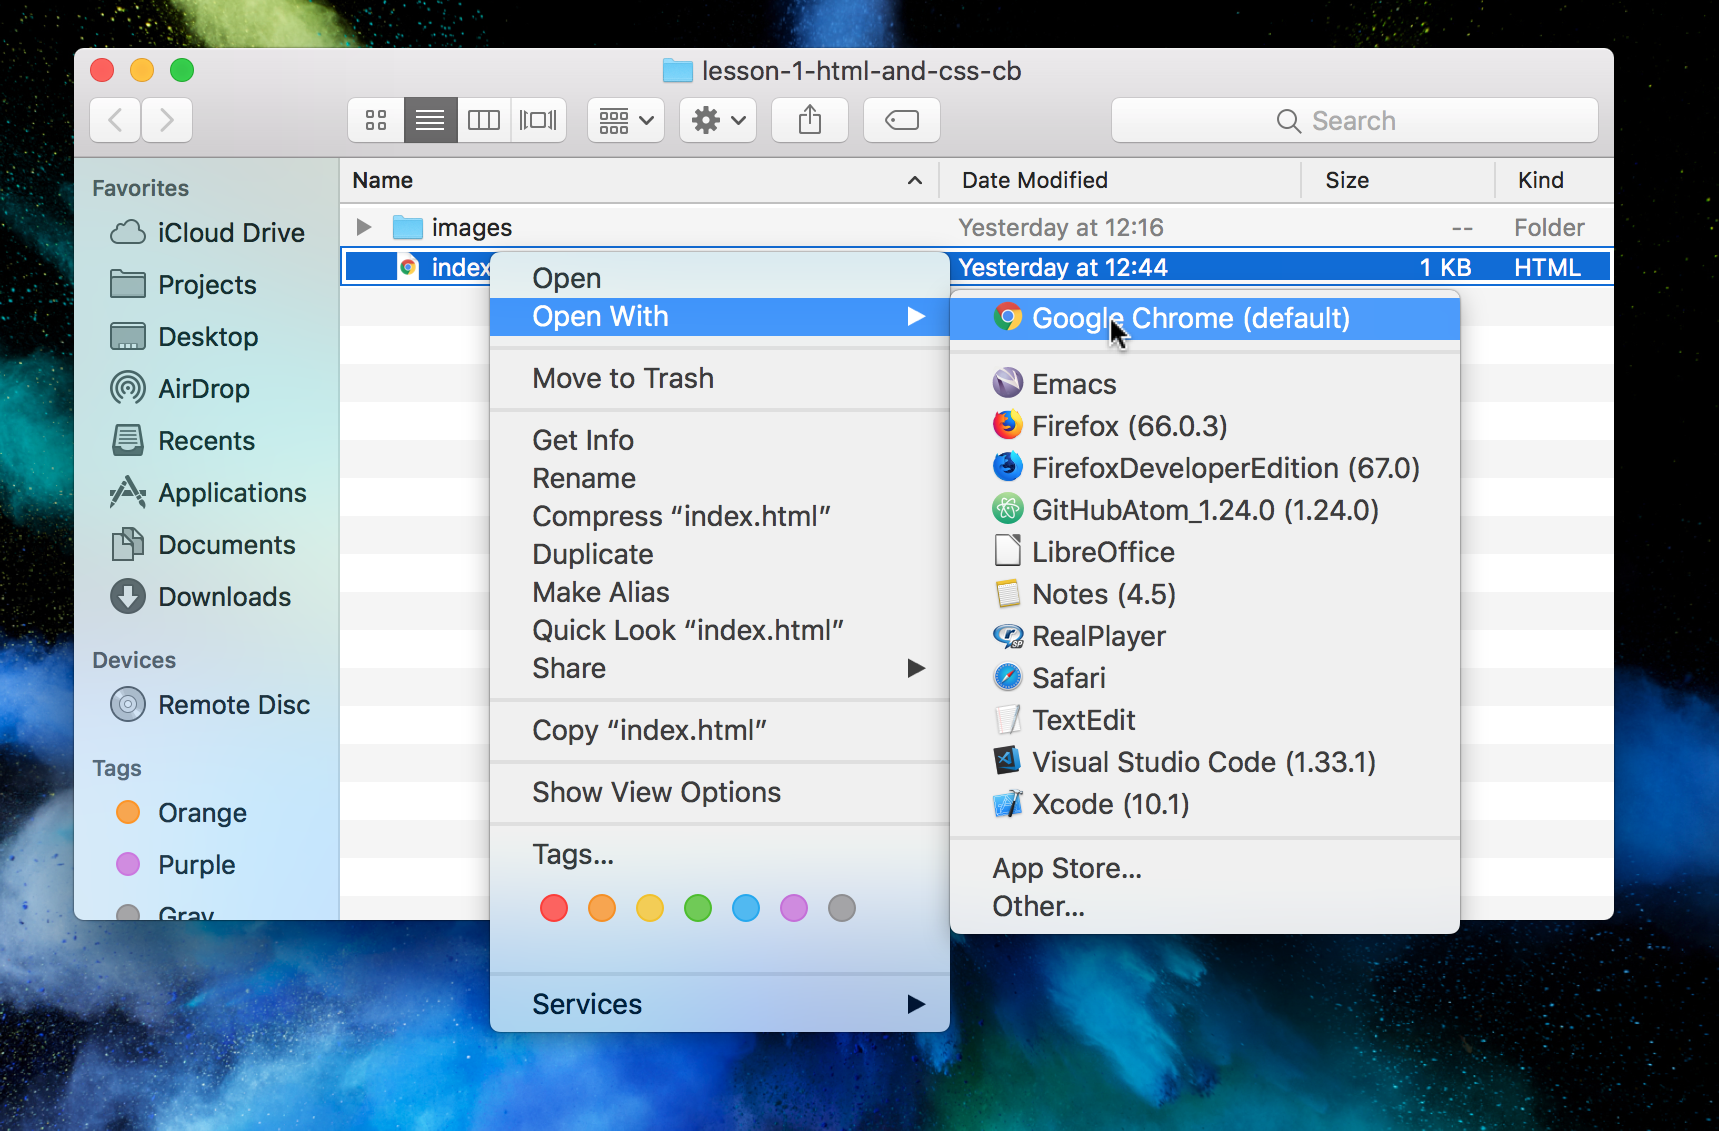 lesson-1-html-and-css-cb
Search
Favorites
iCloud Drive
Projects
Desktop
AirDrop
Recents
Applications
Documents
Downloads
Devices
Remote Disc
Tags
Orange
Purple
Gray
Name Date Modified Size Kind
images Yesterday at 12:16 -- Folder
index Yesterday at 12:44 1 KB HTML
Open
Open With
Move to Trash
Get Info
Rename
Compress “index.html”
Duplicate
Make Alias
Quick Look “index.html”
Share
Copy “index.html”
Show View Options
Tags...
Services
Google Chrome (default)
Emacs
Firefox (66.0.3)
FirefoxDeveloperEdition (67.0)
GitHubAtom_1.24.0 (1.24.0)
LibreOffice
Notes (4.5)
RealPlayer
Safari
TextEdit
Visual Studio Code (1.33.1)
Xcode (10.1)
App Store...
Other...